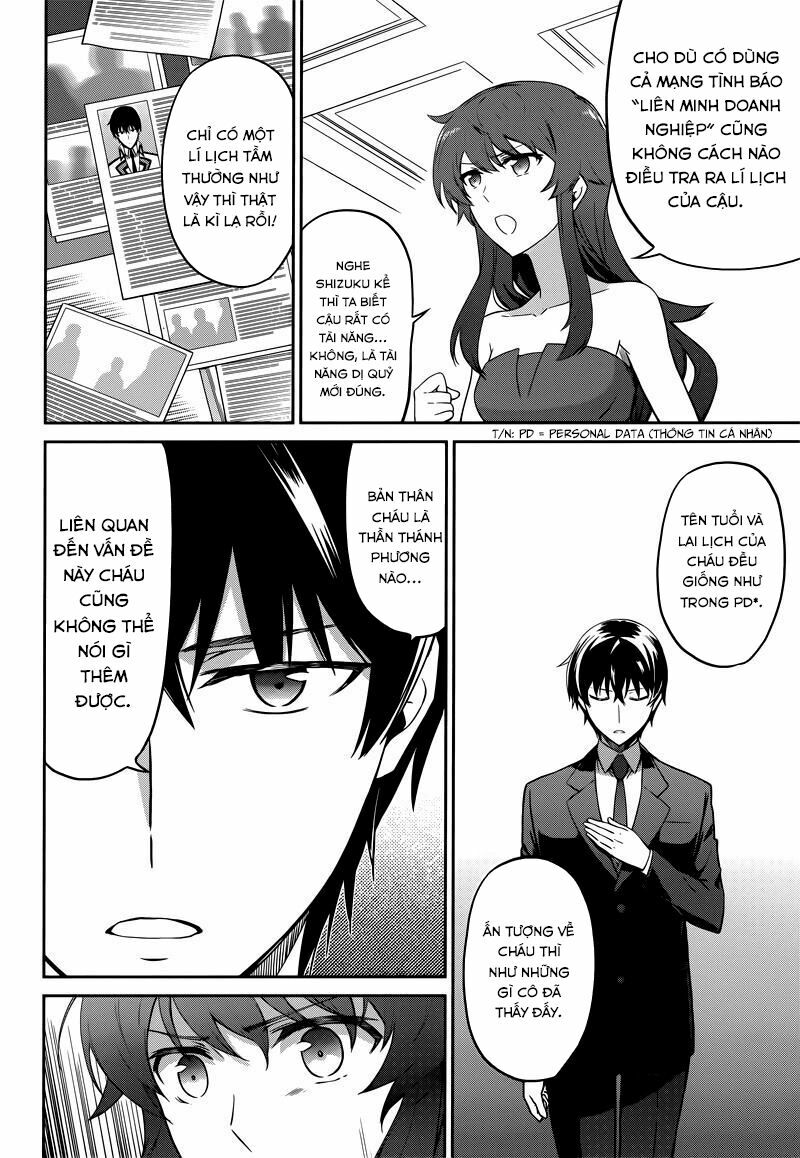 CHO DÙ CÓ DÙNG
CẢ MẠNG TÌNH BÁO
"LIÊN MINH DOANH
NGHIỆP" CŨNG
KHÔNG CÁCH NÀO
ĐIỀU TRA RA LÍ LỊCH
CỦA CẬU.
NGHE
SHIZUKU KỂ
THÌ TA BIẾT
CẬU RẤT CÓ
TÀI NĂNG...
KHÔNG, LÀ TÀI
NĂNG DỊ QUỶ
MỚI ĐÚNG.
CHỈ CÓ MỘT
LÍ LỊCH TẦM
THƯỜNG NHƯ
VẬY THÌ THẬT
LÀ KÌ LẠ RỒI!
T/N: PD = PERSONAL DATA (THÔNG TIN CÁ NHÂN)
TÊN TUỔI VÀ
LAI LỊCH CỦA
CHÁU ĐỀU
GIỐNG NHƯ
TRONG PD*.
ẤN TƯỢNG VỀ
CHÁU THÌ
NHƯ NHỮNG
GÌ CÔ ĐÃ
THẤY ĐẤY.
BẢN THÂN
CHÁU LÀ
THẦN THÁNH
PHƯƠNG
NÀO...
LIÊN QUAN
ĐẾN VẤN ĐỀ
NÀY CHÁU
CŨNG
KHÔNG THỂ
NÓI GÌ
THÊM
ĐƯỢC.